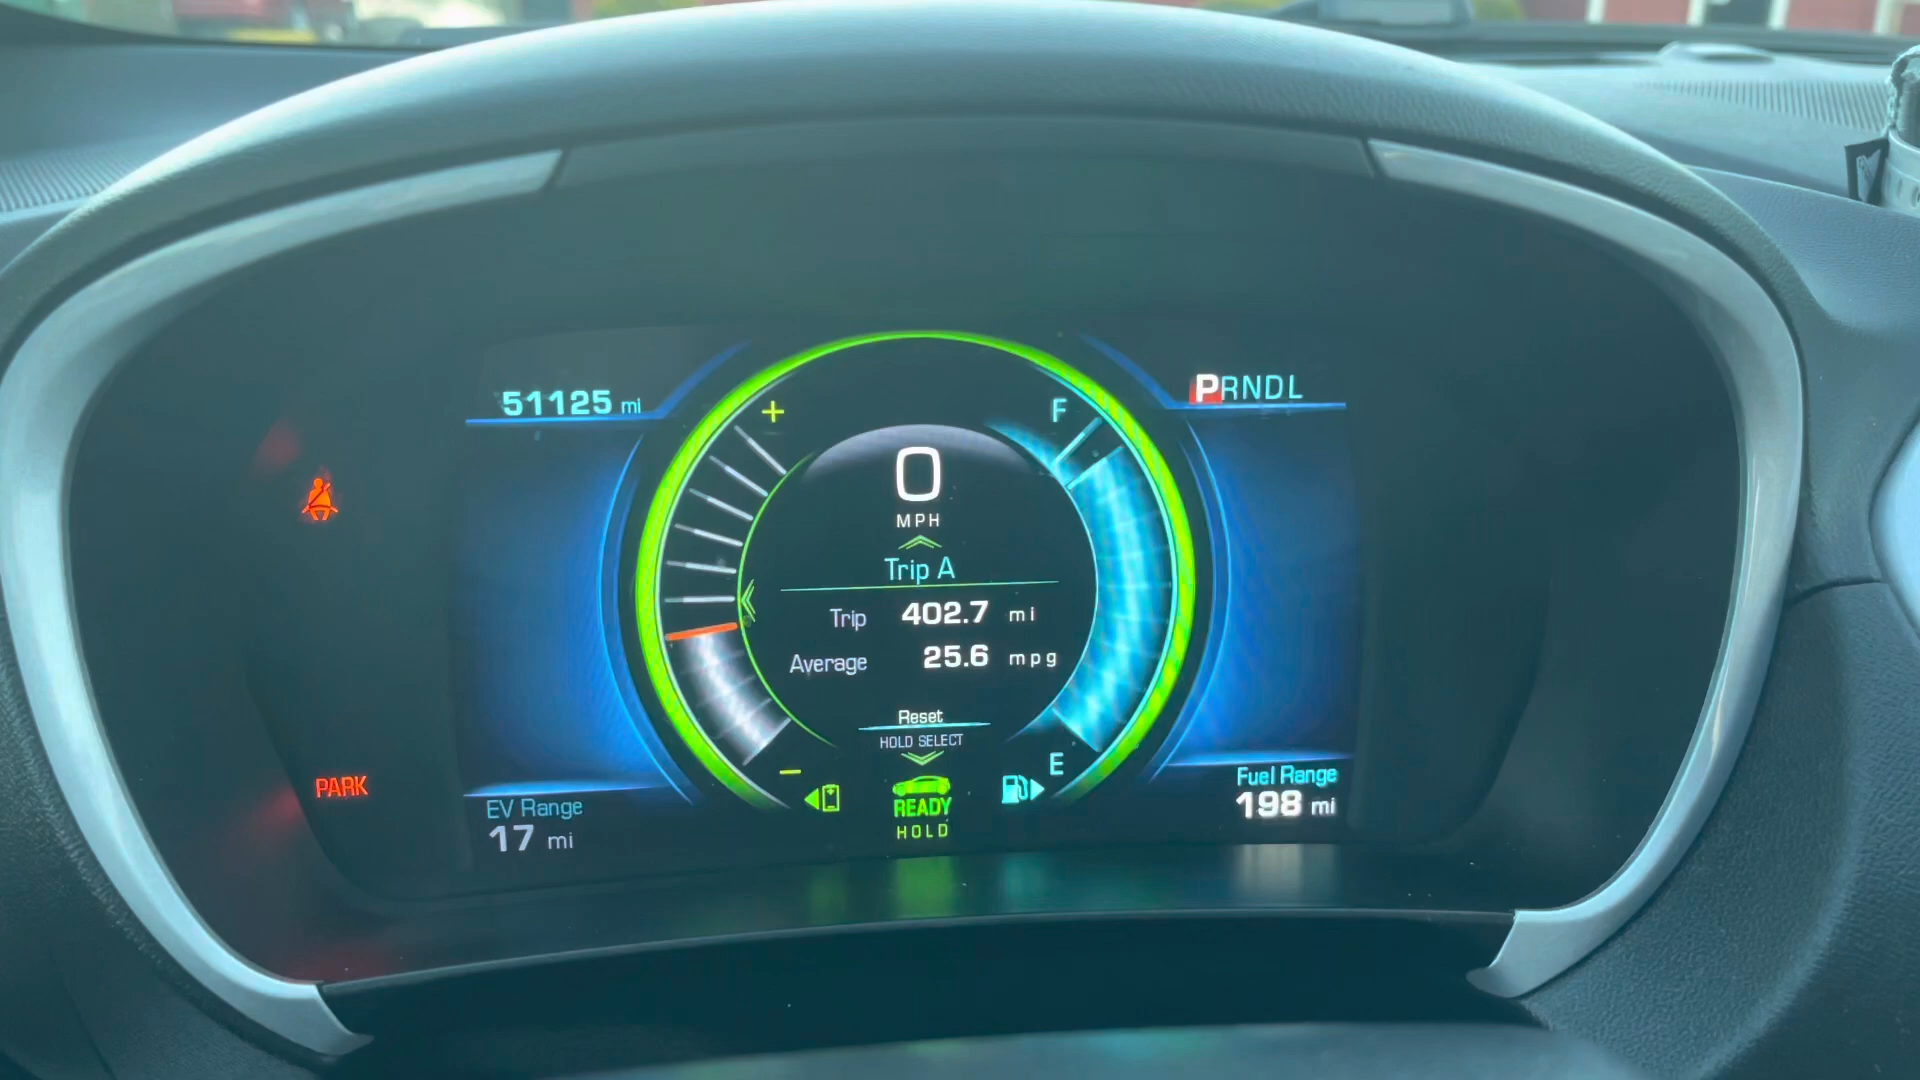 51125 mi
PRNDL
+
F
0
MPH
Trip A
Trip 402.7 mi
Average 25.6 mpg
Reset
HOLD SELECT
−
E
READY
HOLD
PARK
EV Range
17 mi
Fuel Range
198 mi